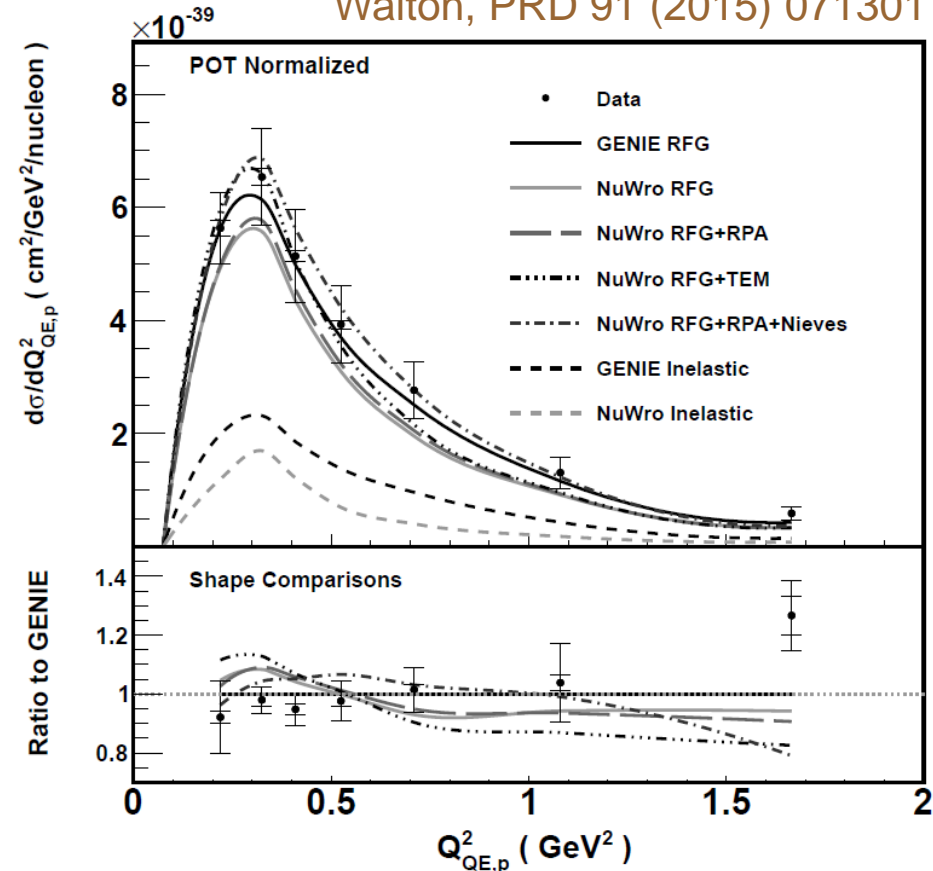 Walton, PRD 91 (2015) 071301
×10⁻³⁹
POT Normalized
Data
GENIE RFG
NuWro RFG
NuWro RFG+RPA
NuWro RFG+TEM
NuWro RFG+RPA+Nieves
GENIE Inelastic
NuWro Inelastic
dσ/dQ²_QE,p ( cm²/GeV²/nucleon )
8
6
4
2
Shape Comparisons
Ratio to GENIE
1.4
1.2
1
0.8
0 0.5 1 1.5 2
Q²_QE,p ( GeV² )